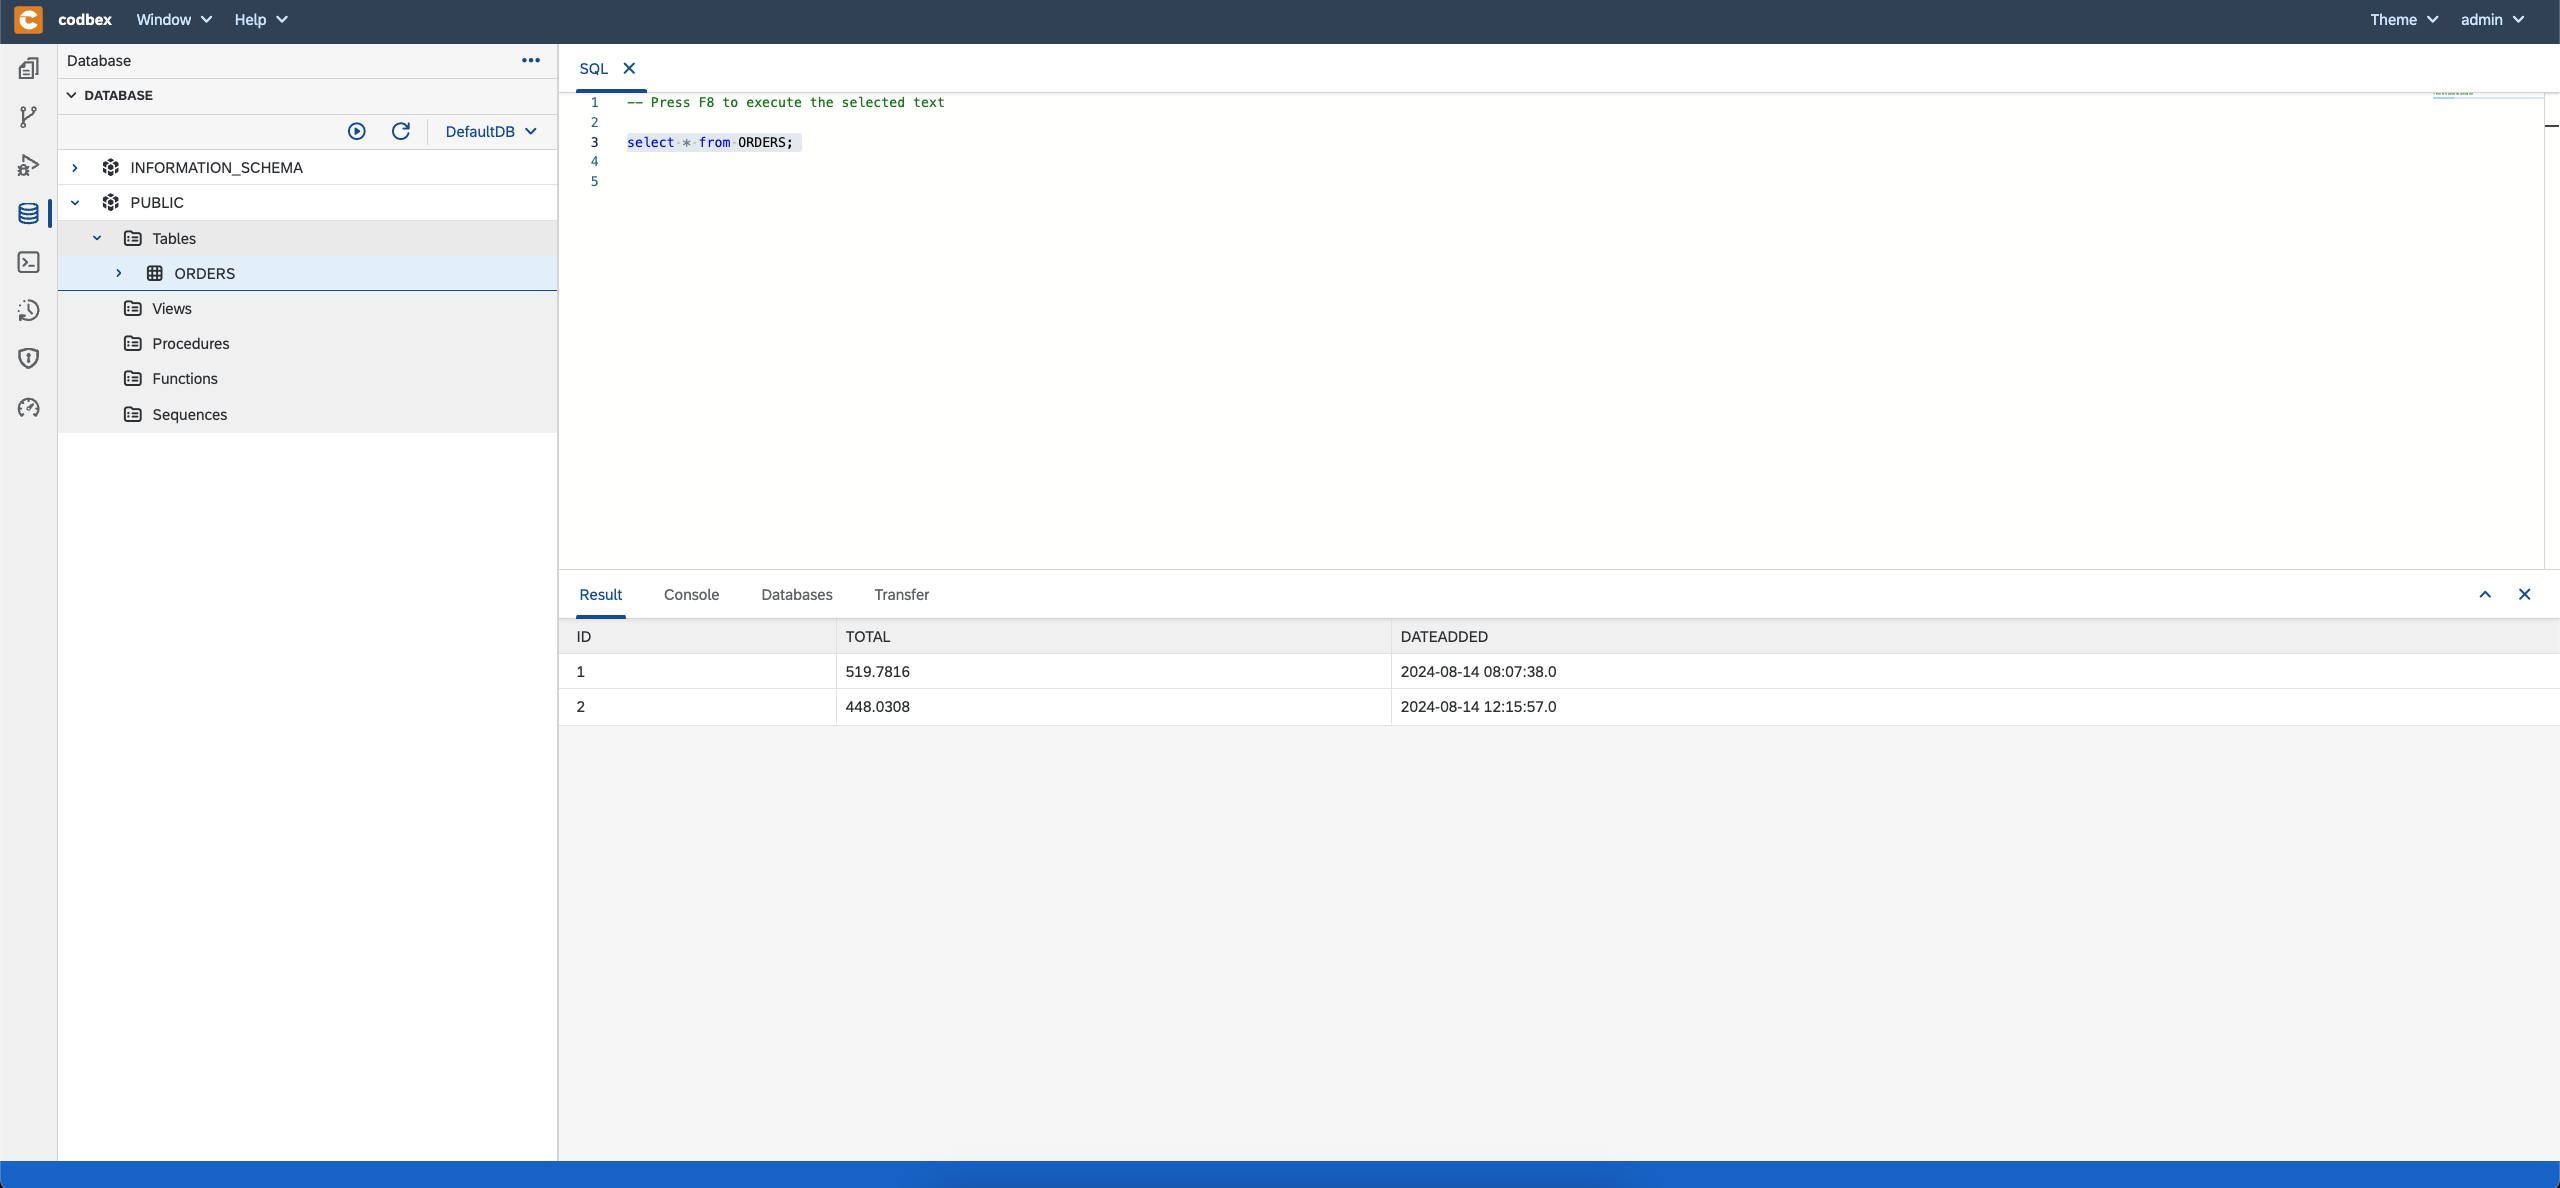 codbex Window Help Theme admin
Database
DATABASE
DefaultDB
INFORMATION_SCHEMA
PUBLIC
Tables
ORDERS
Views
Procedures
Functions
Sequences
SQL
1 -- Press F8 to execute the selected text
2
3 select * from ORDERS;
4
5
Result Console Databases Transfer
ID TOTAL DATEADDED
1 519.7816 2024-08-14 08:07:38.0
2 448.0308 2024-08-14 12:15:57.0